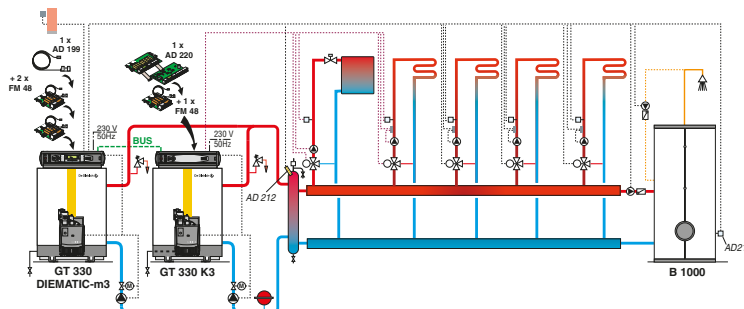 1 x
AD 199
+ 2 x
FM 48
1 x
AD 220
+ 1 x
FM 48
230 V
50Hz
BUS
230 V
50Hz
AD 212
AD21
GT 330
DIEMATIC-m3
GT 330 K3
B 1000
M
M